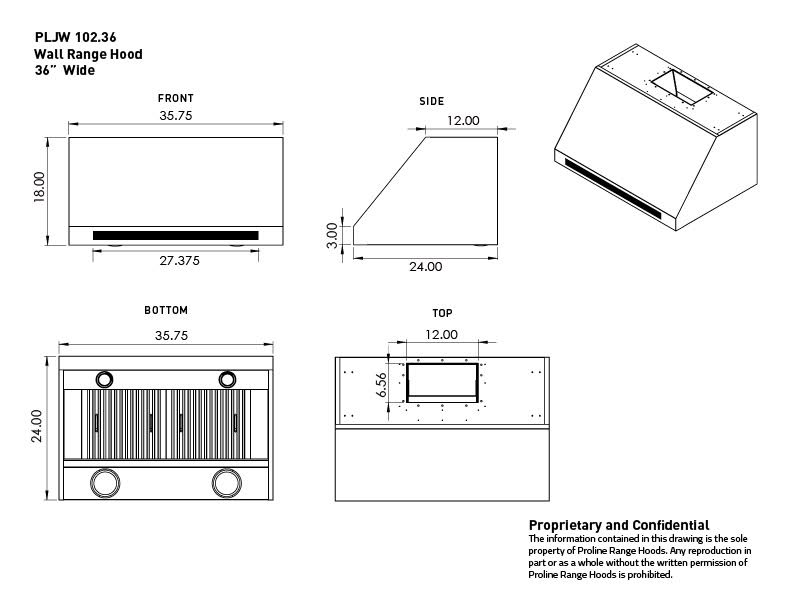 PLJW 102.36
Wall Range Hood
36” Wide
FRONT
35.75
18.00
27.375
SIDE
12.00
3.00
24.00
BOTTOM
35.75
24.00
TOP
12.00
6.56
Proprietary and Confidential
The information contained in this drawing is the sole
property of Proline Range Hoods. Any reproduction in
part or as a whole without the written permission of
Proline Range Hoods is prohibited.